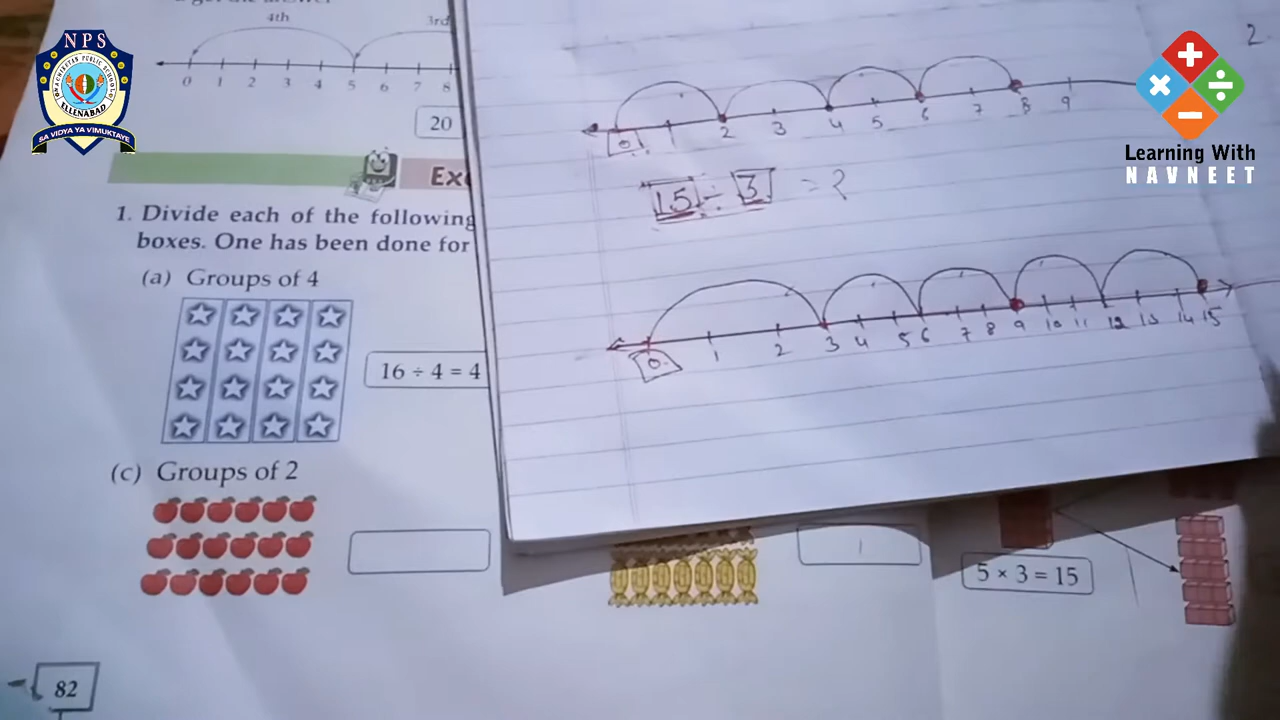 4th
3rd
0 1 2 3 4 5 6 7 8
20
1. Divide each of the following
boxes. One has been done for
(a) Groups of 4
16 ÷ 4 = 4
(c) Groups of 2
82
2.
0 1 2 3 4 5 6 7 8 9
15 ÷ 3 = ?
0 1 2 3 4 5 6 7 8 9 10 11 12 13 14 15
5 × 3 = 15
NPS
ELLENABAD
SA VIDYA YA VIMUKTAYE
Learning With
NAVNEET